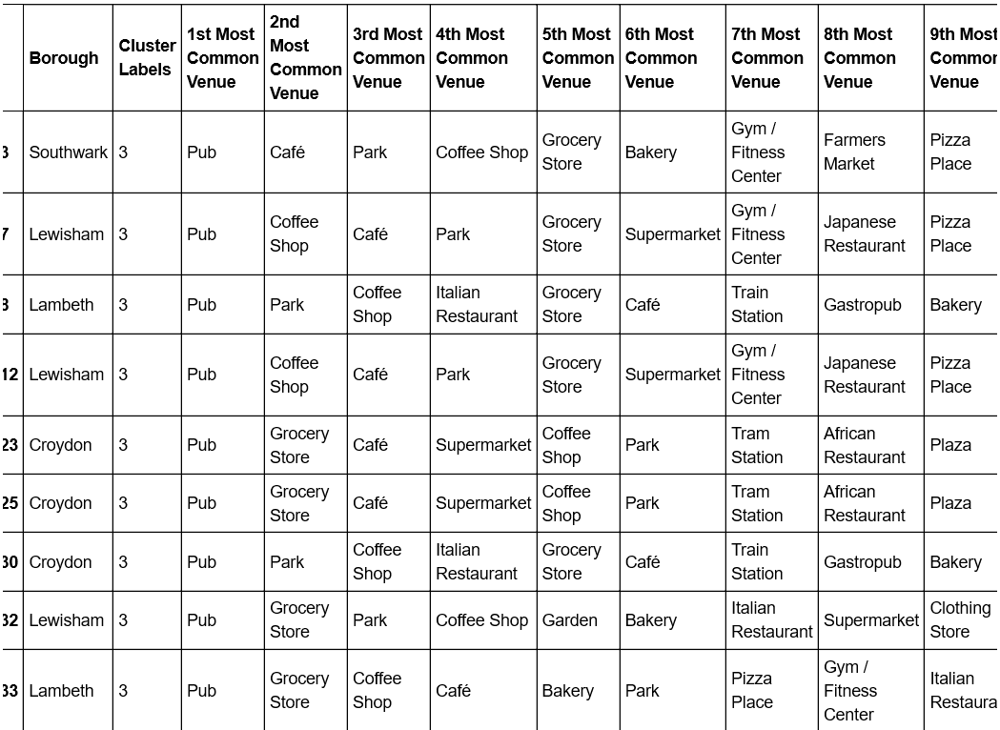 Borough
Cluster
Labels
1st Most
Common
Venue
2nd
Most
Common
Venue
3rd Most
Common
Venue
4th Most
Common
Venue
5th Most
Common
Venue
6th Most
Common
Venue
7th Most
Common
Venue
8th Most
Common
Venue
9th Most
Venue
Southwark
3
Pub
Café
Park
Coffee Shop
Grocery
Store
Bakery
Gym /
Fitness
Center
Farmers
Market
Pizza
Place
7
Lewisham
3
Pub
Coffee
Shop
Café
Park
Grocery
Store
Supermarket
Gym /
Fitness
Center
Japanese
Restaurant
Pizza
Place
Lambeth
3
Pub
Park
Coffee
Shop
Italian
Restaurant
Grocery
Store
Café
Train
Station
Gastropub
Bakery
12
Lewisham
3
Pub
Coffee
Shop
Café
Park
Grocery
Store
Supermarket
Gym /
Fitness
Center
Japanese
Restaurant
Pizza
Place
23
Croydon
3
Pub
Grocery
Store
Café
Supermarket
Coffee
Shop
Park
Tram
Station
African
Restaurant
Plaza
25
Croydon
3
Pub
Grocery
Store
Café
Supermarket
Coffee
Shop
Park
Tram
Station
African
Restaurant
Plaza
30
Croydon
3
Pub
Park
Coffee
Shop
Italian
Restaurant
Grocery
Store
Café
Train
Station
Gastropub
Bakery
32
Lewisham
3
Pub
Grocery
Store
Park
Coffee Shop
Garden
Bakery
Italian
Restaurant
Supermarket
Clothing
Store
33
Lambeth
3
Pub
Grocery
Store
Coffee
Shop
Café
Bakery
Park
Pizza
Place
Gym /
Fitness
Center
Italian
Restaura